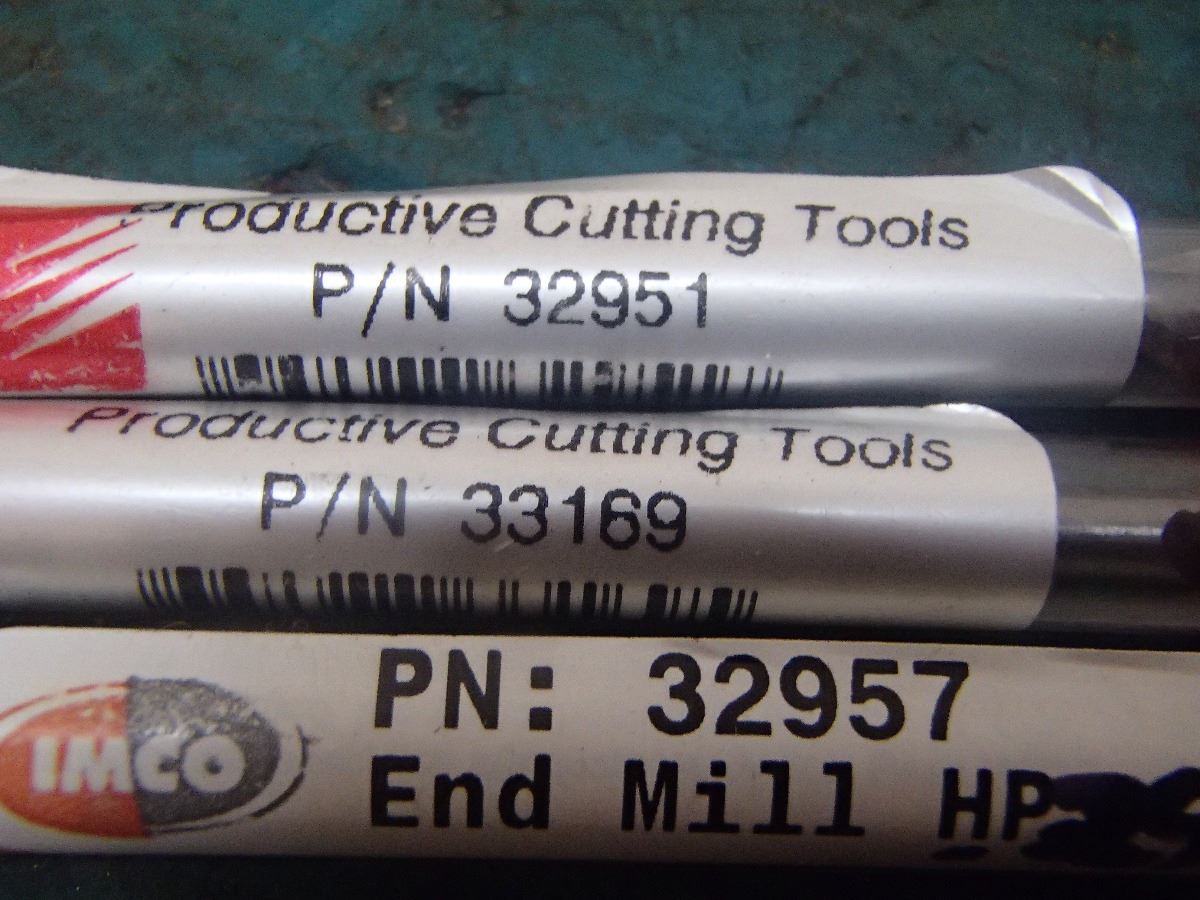 Productive Cutting Tools
P/N 32951
Productive Cutting Tools
P/N 33169
IMCO
PN: 32957
End Mill HP